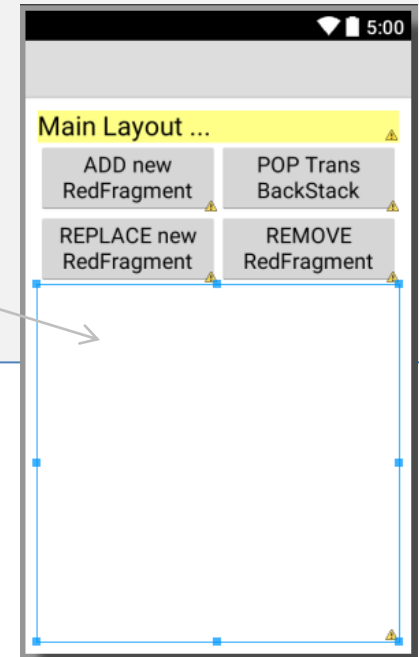 5:00
Main Layout ...
ADD new
RedFragment
POP Trans
BackStack
REPLACE new
RedFragment
REMOVE
RedFragment